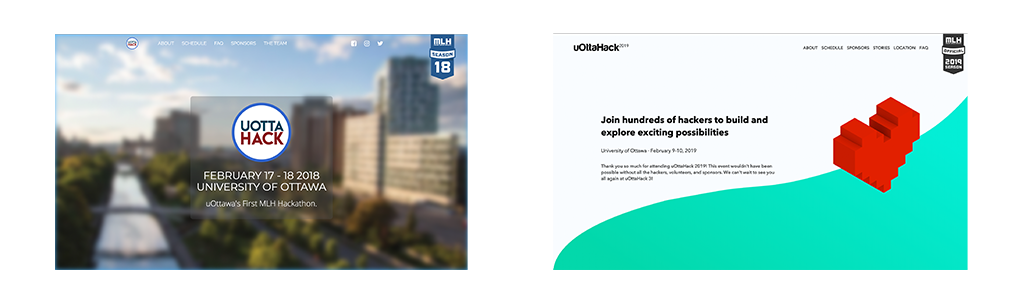 UOTTA
HACK
ABOUT SCHEDULE FAQ SPONSORS THE TEAM
MLH
SEASON
18
UOTTA
HACK
FEBRUARY 17 - 18 2018
UNIVERSITY OF OTTAWA
uOttawa's First MLH Hackathon.
uOttaHack2019
ABOUT SCHEDULE SPONSORS STORIES LOCATION FAQ
MLH
OFFICIAL
2019
SEASON
Join hundreds of hackers to build and
explore exciting possibilities
University of Ottawa - February 9-10, 2019
Thank you so much for attending uOttaHack 2019! This event wouldn't have been
possible without all the hackers, volunteers, and sponsors. We can't wait to see you
all again at uOttaHack 3!